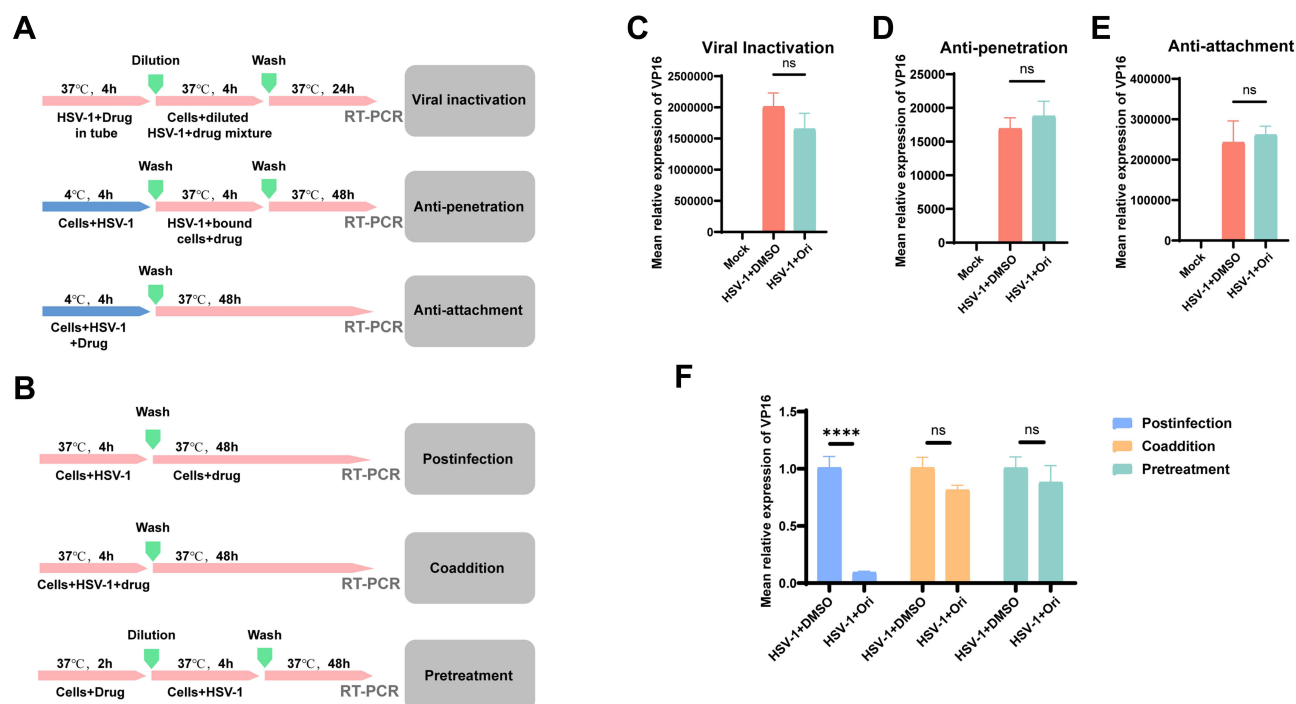 A
Dilution
Wash
37℃, 4h
37℃, 4h
37℃, 24h
HSV-1+Drug
in tube
Cells+diluted
HSV-1+drug mixture
RT-PCR
Viral inactivation
Wash
Wash
4℃, 4h
37℃, 4h
37℃, 48h
Cells+HSV-1
HSV-1+bound
cells+drug
RT-PCR
Anti-penetration
Wash
4℃, 4h
37℃, 48h
Cells+HSV-1
+Drug
RT-PCR
Anti-attachment
B
Wash
37℃, 4h
37℃, 48h
Cells+HSV-1
Cells+drug
RT-PCR
Postinfection
Wash
37℃, 4h
37℃, 48h
Cells+HSV-1+drug
RT-PCR
Coaddition
Dilution
Wash
37℃, 2h
37℃, 4h
37℃, 48h
Cells+Drug
Cells+HSV-1
RT-PCR
Pretreatment
C
Viral Inactivation
Mean relative expression of VP16
2500000
2000000
1500000
1000000
500000
0
ns
Mock
HSV-1+DMSO
HSV-1+Ori
D
Anti-penetration
Mean relative expression of VP16
25000
20000
15000
10000
5000
0
ns
Mock
HSV-1+DMSO
HSV-1+Ori
E
Anti-attachment
Mean relative expression of VP16
400000
300000
200000
100000
0
ns
Mock
HSV-1+DMSO
HSV-1+Ori
F
Mean relative expression of VP16
1.5
1.0
0.5
0.0
****
ns
ns
HSV-1+DMSO
HSV-1+Ori
HSV-1+DMSO
HSV-1+Ori
HSV-1+DMSO
HSV-1+Ori
Postinfection
Coaddition
Pretreatment